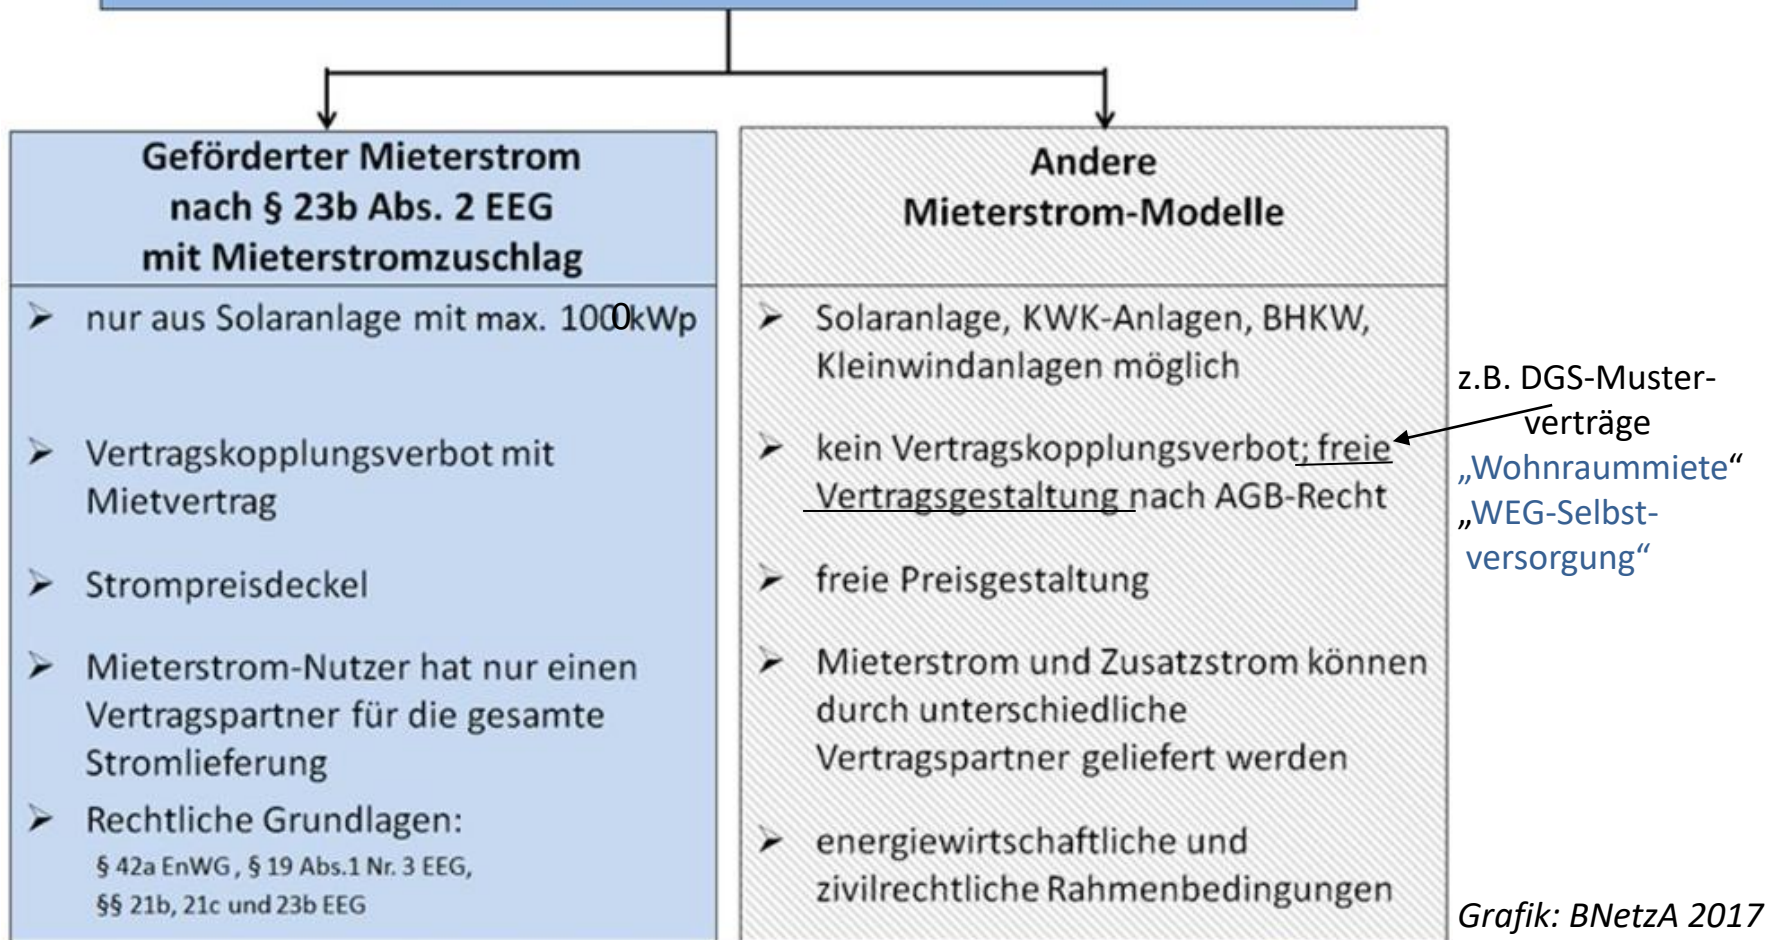 Geförderter Mieterstrom
nach § 23b Abs. 2 EEG
mit Mieterstromzuschlag
➢ nur aus Solaranlage mit max. 1000 kWp
➢ Vertragskopplungsverbot mit
Mietvertrag
➢ Strompreisdeckel
➢ Mieterstrom-Nutzer hat nur einen
Vertragspartner für die gesamte
Stromlieferung
➢ Rechtliche Grundlagen:
§ 42a EnWG, § 19 Abs.1 Nr. 3 EEG,
§§ 21b, 21c und 23b EEG
Andere
Mieterstrom-Modelle
➢ Solaranlage, KWK-Anlagen, BHKW,
Kleinwindanlagen möglich
➢ kein Vertragskopplungsverbot; freie
Vertragsgestaltung nach AGB-Recht
➢ freie Preisgestaltung
➢ Mieterstrom und Zusatzstrom können
durch unterschiedliche
Vertragspartner geliefert werden
➢ energiewirtschaftliche und
zivilrechtliche Rahmenbedingungen
z.B. DGS-Muster-
verträge
„Wohnraummiete“
„WEG-Selbst-
versorgung“
Grafik: BNetzA 2017